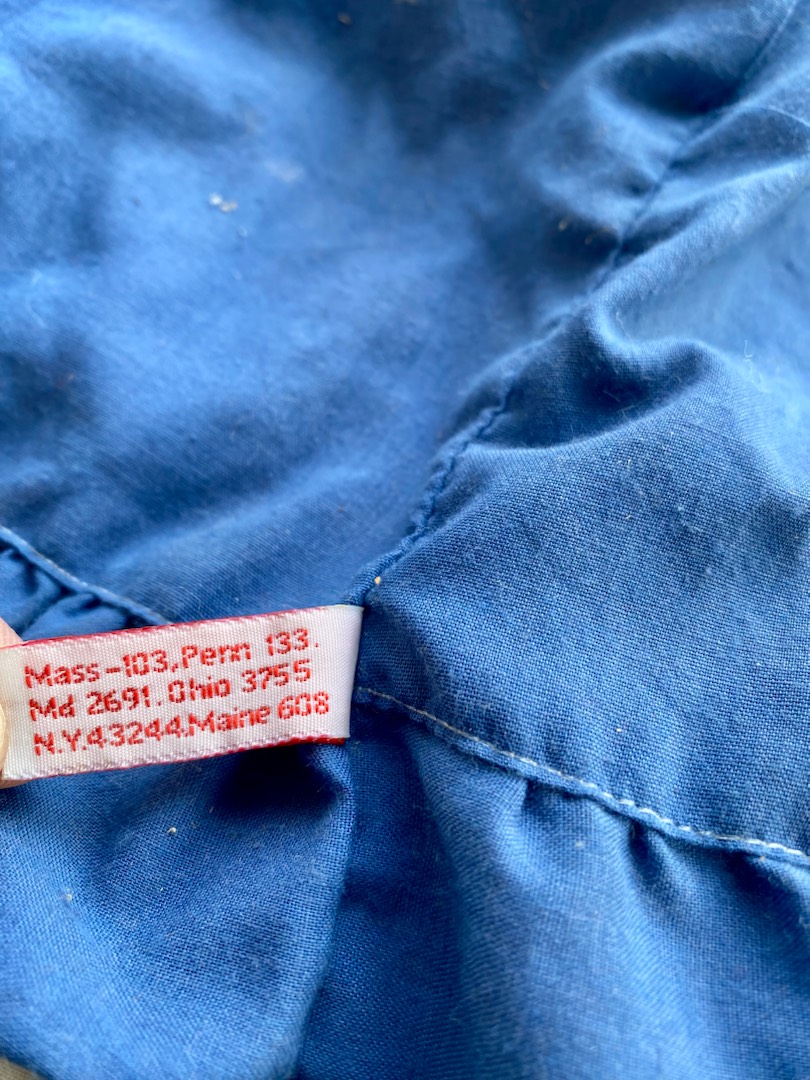 Mass-103,Penn 133.
Md 2691.Ohio 3755
N.Y.43244.Maine 608